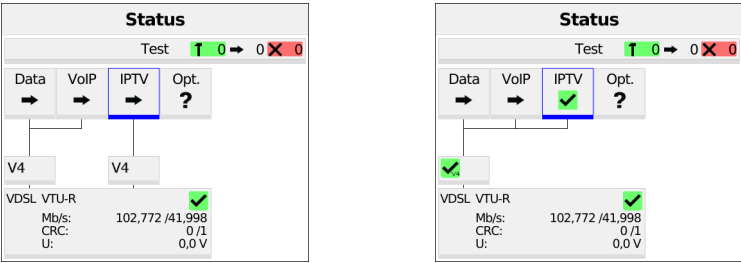 Status
Test 0 0 0
Data VoIP IPTV Opt.
?
V4 V4
VDSL VTU-R
Mb/s: 102,772 /41,998
CRC: 0 /1
U: 0,0 V
Status
Test 0 0 0
Data VoIP IPTV Opt.
?
V4
VDSL VTU-R
Mb/s: 102,772 /41,998
CRC: 0 /1
U: 0,0 V